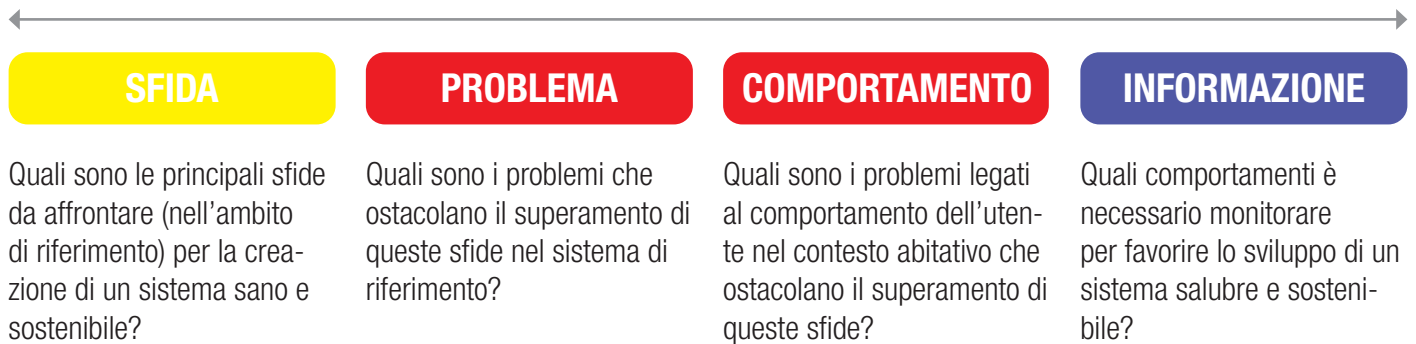 SFIDA
Quali sono le principali sfide
da affrontare (nell’ambito
di riferimento) per la crea-
zione di un sistema sano e
sostenibile?
PROBLEMA
Quali sono i problemi che
ostacolano il superamento di
queste sfide nel sistema di
riferimento?
COMPORTAMENTO
Quali sono i problemi legati
al comportamento dell’uten-
te nel contesto abitativo che
ostacolano il superamento di
queste sfide?
INFORMAZIONE
Quali comportamenti è
necessario monitorare
per favorire lo sviluppo di un
sistema salubre e sosteni-
bile?